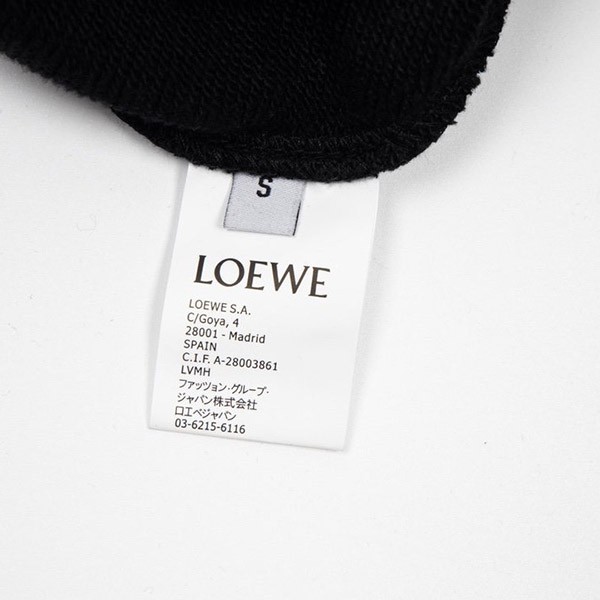 S
LOEWE
LOEWE S.A.
C/Goya, 4
28001 - Madrid
SPAIN
C.I.F. A-28003861
LVMH
ファッション・グループ・
ジャパン株式会社
ロエベジャパン
03-6215-6116